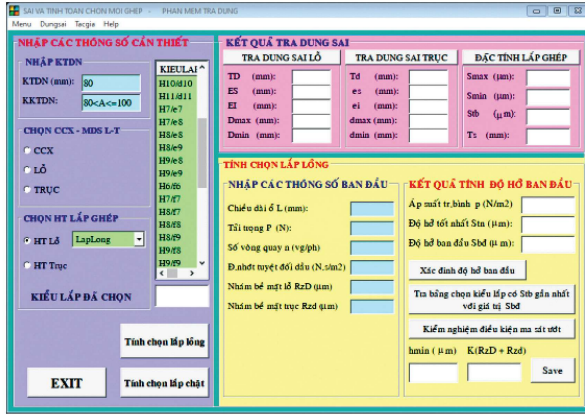 SAI VA TINH TOAN CHON MOI GHEP - PHAN MEM TRA DUNG
Menu Dungsai Tacgia Help
NHẬP CÁC THÔNG SỐ CẦN THIẾT
NHẬP KTDN
KTDN (mm): 80
KKTDN: 80<A<=100
CHỌN CCX - MDS L-T
CCX
LỖ
TRỤC
CHỌN HT LẮP GHÉP
HT Lỗ LapLong
HT Trục
KIỂU LẮP ĐÃ CHỌN
KIEULAI
H10/d10
H11/d11
H7/e7
H7/e8
H8/e8
H8/e9
H9/e8
H9/e9
H6/f6
H7/f7
H8/f7
H8/f8
H8/f9
H9/f8
H9/f9
Tính chọn lắp lỏng
EXIT
Tính chọn lắp chặt
KẾT QUẢ TRA DUNG SAI
TRA DUNG SAI LỖ
TD (mm):
ES (mm):
EI (mm):
Dmax (mm):
Dmin (mm):
TRA DUNG SAI TRỤC
Td (mm):
es (mm):
ei (mm):
dmax (mm):
dmin (mm):
ĐẶC TÍNH LẮP GHÉP
Smax (µm):
Smin (µm):
Stb (µ m):
Ts (mm):
TÍNH CHỌN LẮP LỎNG
NHẬP CÁC THÔNG SỐ BAN ĐẦU
Chiều dài ổ L (mm):
Tải trọng P (N):
Số vòng quay n (vg/ph)
Đ.nhớt tuyệt đối dầu (N.s/m2)
Nhám bề mặt lỗ RzD (µm)
Nhám bề mặt trục Rzd (µm)
KẾT QUẢ TÍNH ĐỘ HỞ BAN ĐẦU
Áp suất tr.bình p (N/m2)
Độ hở tốt nhất Stn (µ m):
Độ hở ban đầu Sbđ (µ m):
Xác định độ hở ban đầu
Tra bảng chọn kiểu lắp có Stb gần nhất
với giá trị Sbđ
Kiểm nghiệm điều kiện ma sát ướt
hmin ( µ m) K(RzD + Rzd)
Save